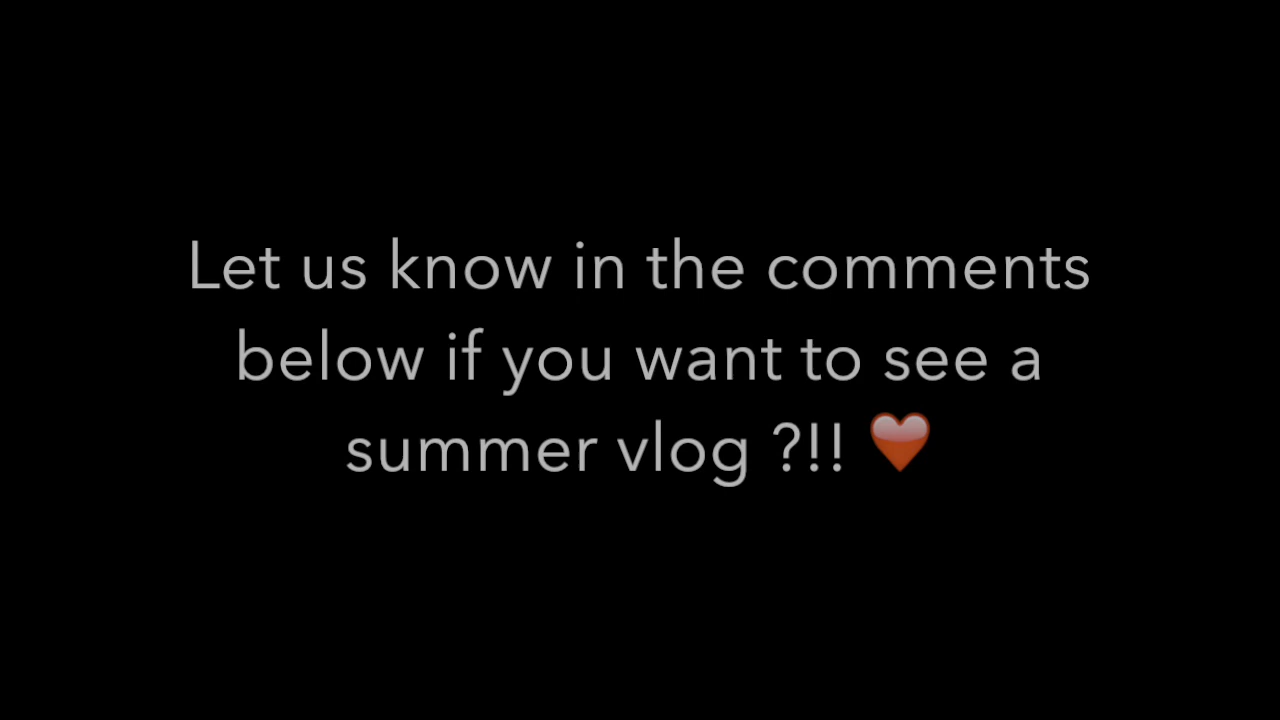 Let us know in the comments
below if you want to see a
summer vlog ?!! ❤️